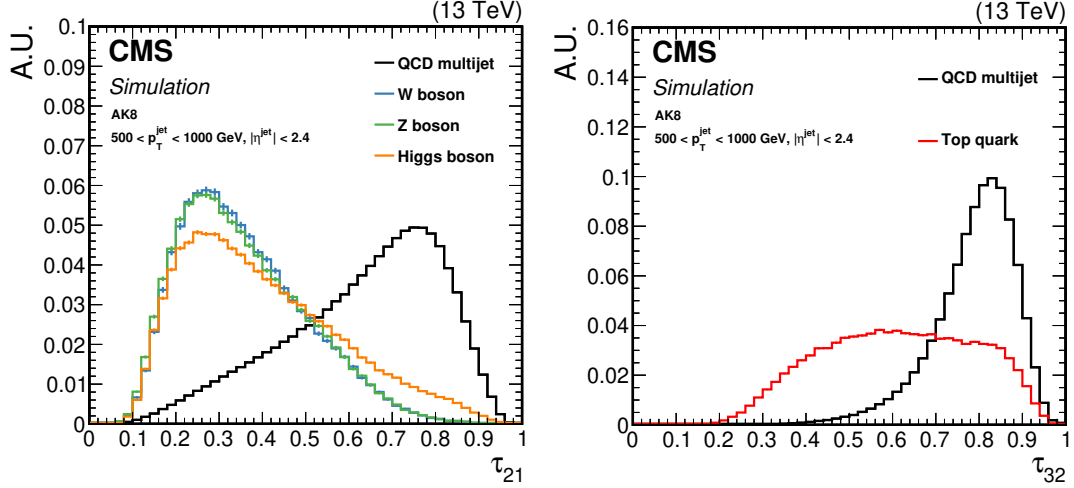 (13 TeV)
A.U.
0.1
0.09
0.08
0.07
0.06
0.05
0.04
0.03
0.02
0.01
0
CMS
Simulation
AK8
500 < p_T^jet < 1000 GeV, |η^jet| < 2.4
QCD multijet
W boson
Z boson
Higgs boson
0 0.1 0.2 0.3 0.4 0.5 0.6 0.7 0.8 0.9 1
τ_21
(13 TeV)
A.U.
0.16
0.14
0.12
0.1
0.08
0.06
0.04
0.02
0
CMS
Simulation
AK8
500 < p_T^jet < 1000 GeV, |η^jet| < 2.4
QCD multijet
Top quark
0 0.1 0.2 0.3 0.4 0.5 0.6 0.7 0.8 0.9 1
τ_32